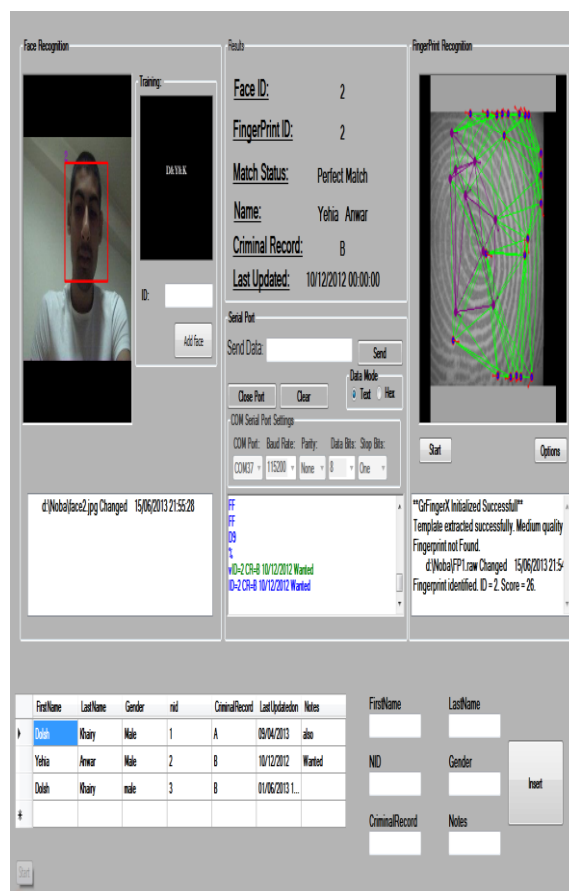 Face Recognition
Training:
D&YhK
ID:
Add Face
d:\Noba\face2.jpg Changed 15/06/2013 21:55:28
Results
Face ID: 2
FingerPrint ID: 2
Match Status: Perfect Match
Name: Yehia Anwar
Criminal Record: B
Last Updated: 10/12/2012 00:00:00
Serial Port
Send Data:
Send
Close Port
Clear
Data Mode
Text Hex
COM Serial Port Settings
COM Port: Baud Rate: Parity: Data Bits: Stop Bits:
COM37 115200 None 8 One
FF
FF
D9
%
vID=2 CR=B 10/12/2012 Wanted
ID=2 CR=B 10/12/2012 Wanted
FingerPrint Recognition
Start
Options
**GrFingerX Initialized Successfull**
Template extracted successfully. Medium quality
Fingerprint not Found.
d:\Noba\FP1.raw Changed 15/06/2013 21:5
Fingerprint identified. ID = 2. Score = 26.
FirstName LastName Gender nid CriminalRecord LastUpdatedon Notes
Dolsh Khairy Male 1 A 09/04/2013 also
Yehia Anwar Male 2 B 10/12/2012 Wanted
Dolsh Khairy male 3 B 01/06/2013 1...
FirstName LastName
NID Gender
CriminalRecord Notes
Insert
Start